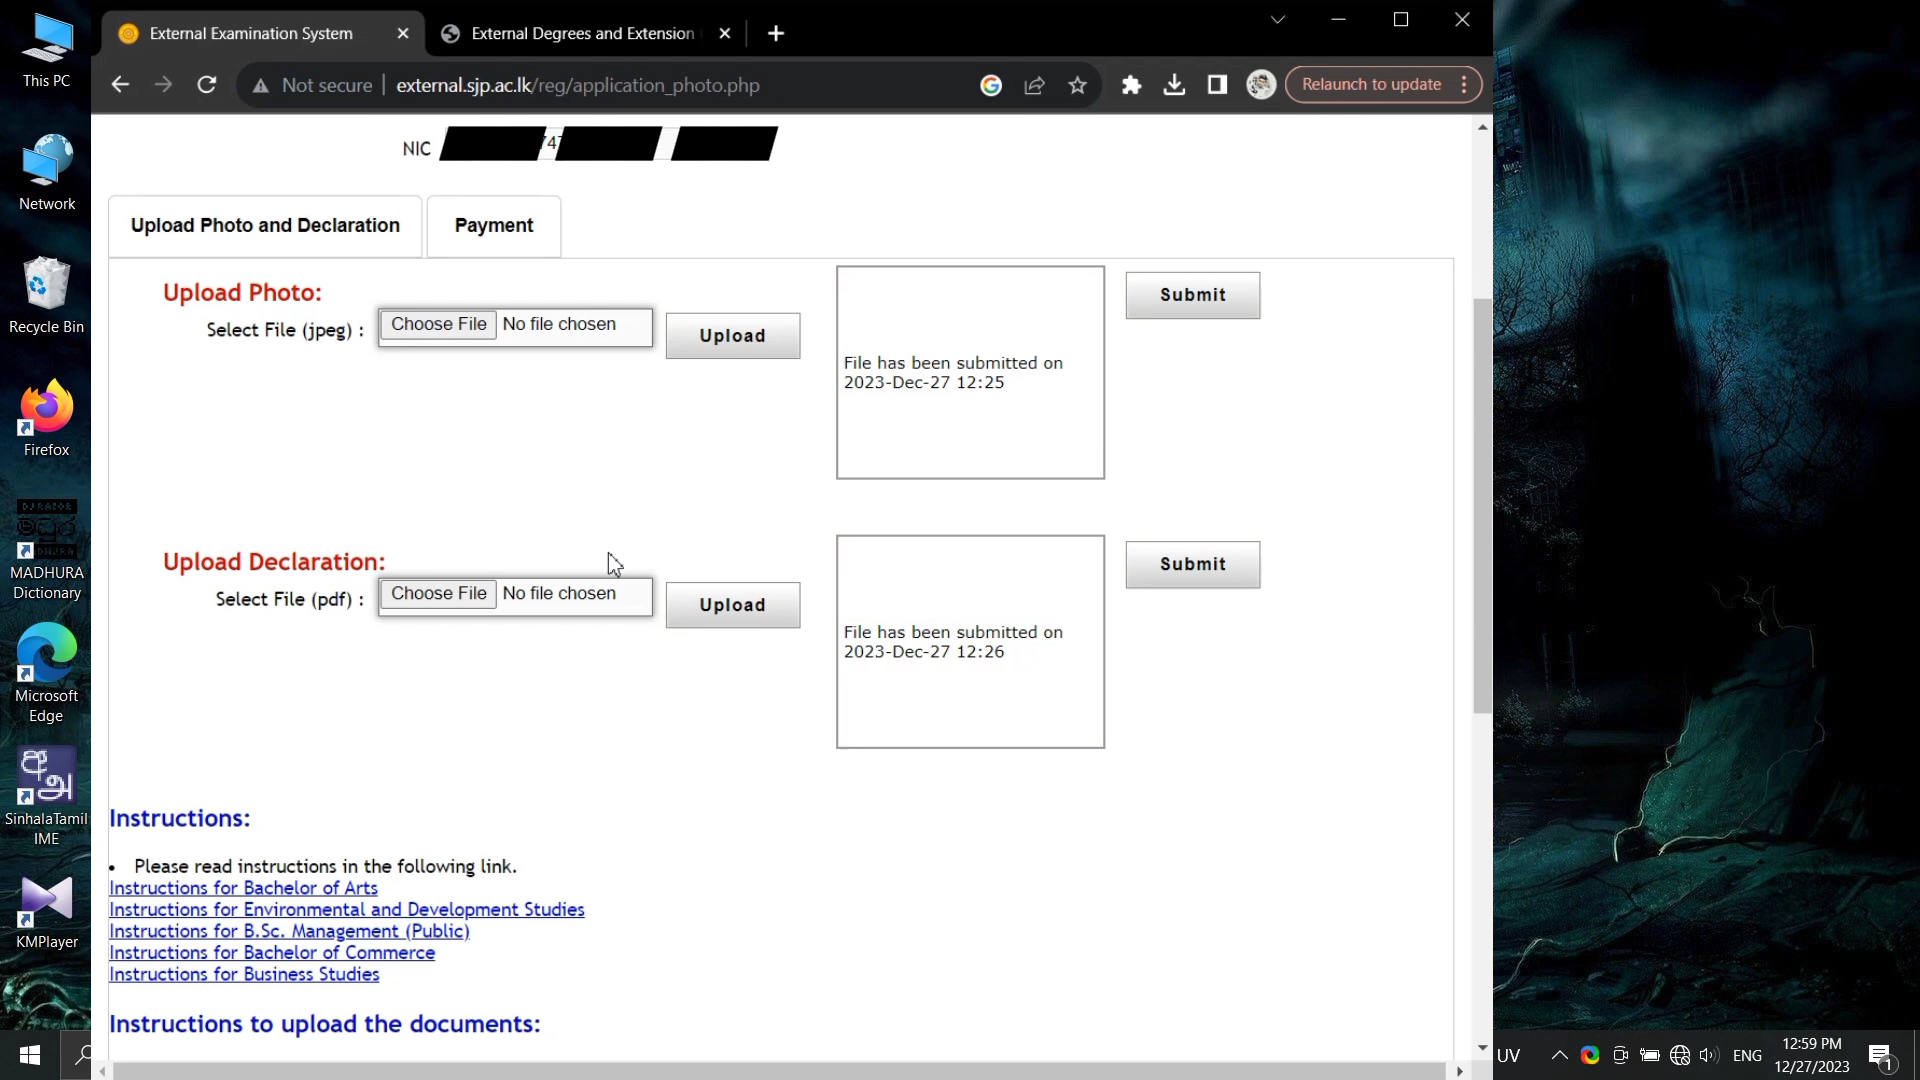 This PC
Network
Recycle Bin
Firefox
MADHURA
Dictionary
Microsoft
Edge
SinhalaTamil
IME
KMPlayer
External Examination System
External Degrees and Extension
Not secure
external.sjp.ac.lk/reg/application_photo.php
Relaunch to update
NIC
Upload Photo and Declaration
Payment
Upload Photo:
Select File (jpeg) :
Choose File
No file chosen
Upload
File has been submitted on
2023-Dec-27 12:25
Submit
Upload Declaration:
Select File (pdf) :
Choose File
No file chosen
Upload
File has been submitted on
2023-Dec-27 12:26
Submit
Instructions:
• Please read instructions in the following link.
Instructions for Bachelor of Arts
Instructions for Environmental and Development Studies
Instructions for B.Sc. Management (Public)
Instructions for Bachelor of Commerce
Instructions for Business Studies
Instructions to upload the documents:
UV
ENG
12:59 PM
12/27/2023
1